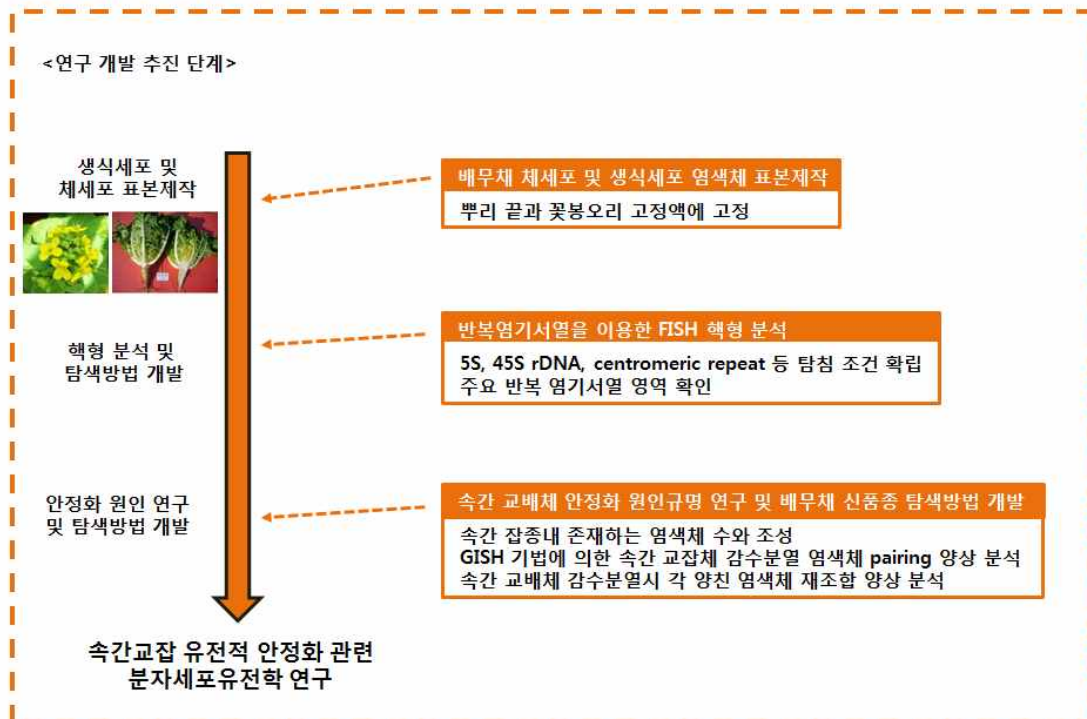 <연구 개발 추진 단계>
생식세포 및
체세포 표본제작
배무채 체세포 및 생식세포 염색체 표본제작
뿌리 끝과 꽃봉오리 고정액에 고정
핵형 분석 및
탐색방법 개발
반복염기서열을 이용한 FISH 핵형 분석
5S, 45S rDNA, centromeric repeat 등 탐침 조건 확립
주요 반복 염기서열 영역 확인
안정화 원인 연구
및 탐색방법 개발
속간 교배체 안정화 원인규명 연구 및 배무채 신품종 탐색방법 개발
속간 잡종내 존재하는 염색체 수와 조성
GISH 기법에 의한 속간 교잡체 감수분열 염색체 pairing 양상 분석
속간 교배체 감수분열시 각 양친 염색체 재조합 양상 분석
속간교잡 유전적 안정화 관련
분자세포유전학 연구